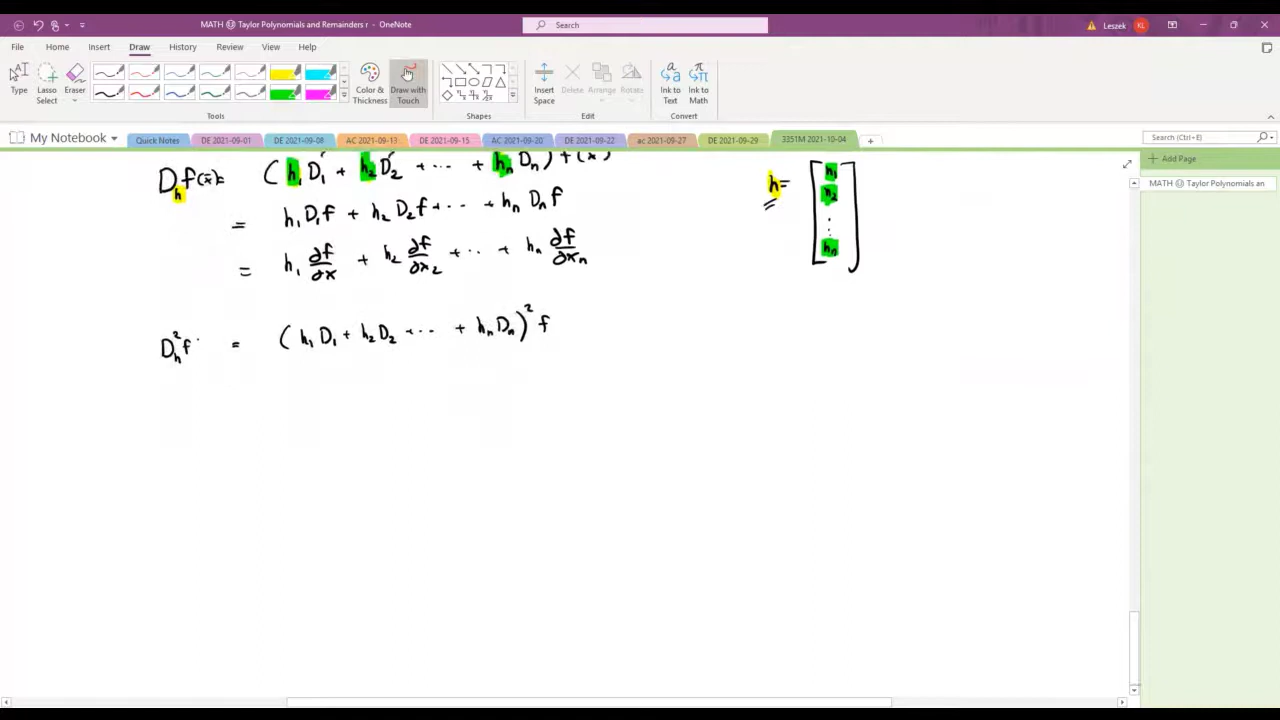 MATH ☺ Taylor Polynomials and Remainders r - OneNote
Search
Leszek
KL
File Home Insert Draw History Review View Help
Type
Lasso Select
Eraser
Color & Thickness
Draw with Touch
Insert Space
Delete
Arrange
Rotate
Ink to Text
Ink to Math
Tools
Shapes
Edit
Convert
My Notebook
Quick Notes
DE 2021-09-01
DE 2021-09-08
AC 2021-09-13
DE 2021-09-15
AC 2021-09-20
DE 2021-09-22
ac 2021-09-27
DE 2021-09-29
3351M 2021-10-04
Search (Ctrl+E)
Add Page
MATH ☺ Taylor Polynomials an
D_h f(x) = (h₁D₁ + h₂D₂ + ⋯ + hₙDₙ) f(x)
= h₁D₁f + h₂D₂f + ⋯ + hₙDₙf
= h₁ ∂f/∂x + h₂ ∂f/∂x₂ + ⋯ + hₙ ∂f/∂xₙ
D_h²f = (h₁D₁ + h₂D₂ + ⋯ + hₙDₙ)² f
h = [h₁
h₂
⋮
hₙ]